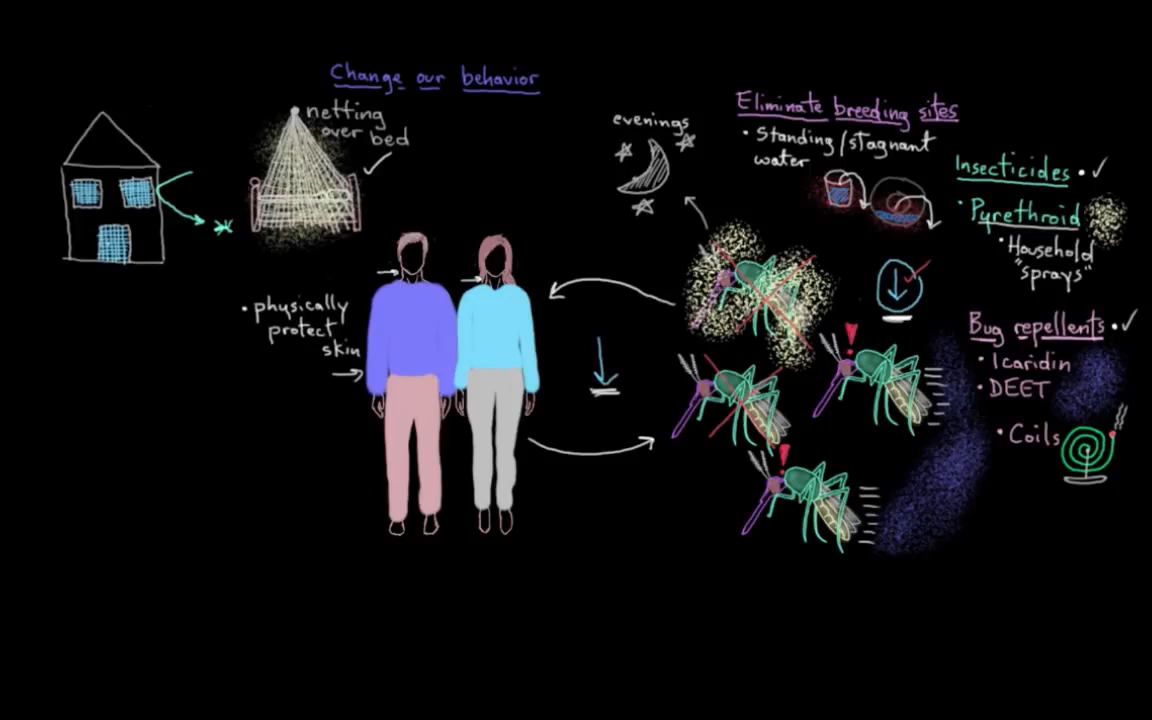 Change our behavior
netting
over bed
• physically
protect
skin
evenings
Eliminate breeding sites
• Standing/stagnant
water
Insecticides •
• Pyrethroid
• Household
"sprays"
Bug repellents •
• Icaridin
• DEET
• Coils